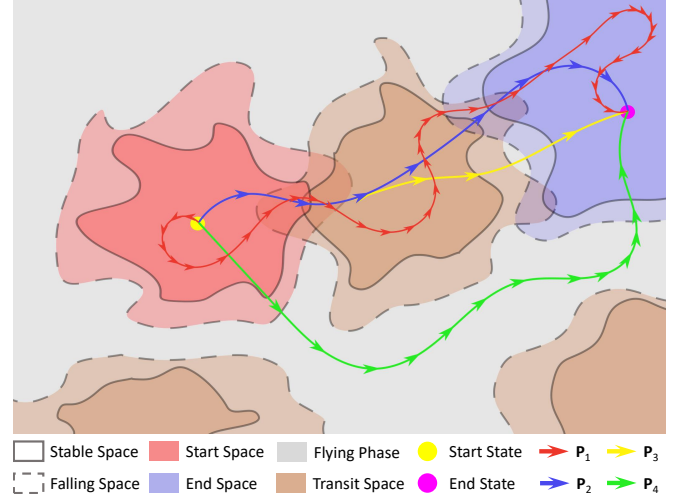 Stable Space Start Space Flying Phase Start State P1 P3
Falling Space End Space Transit Space End State P2 P4